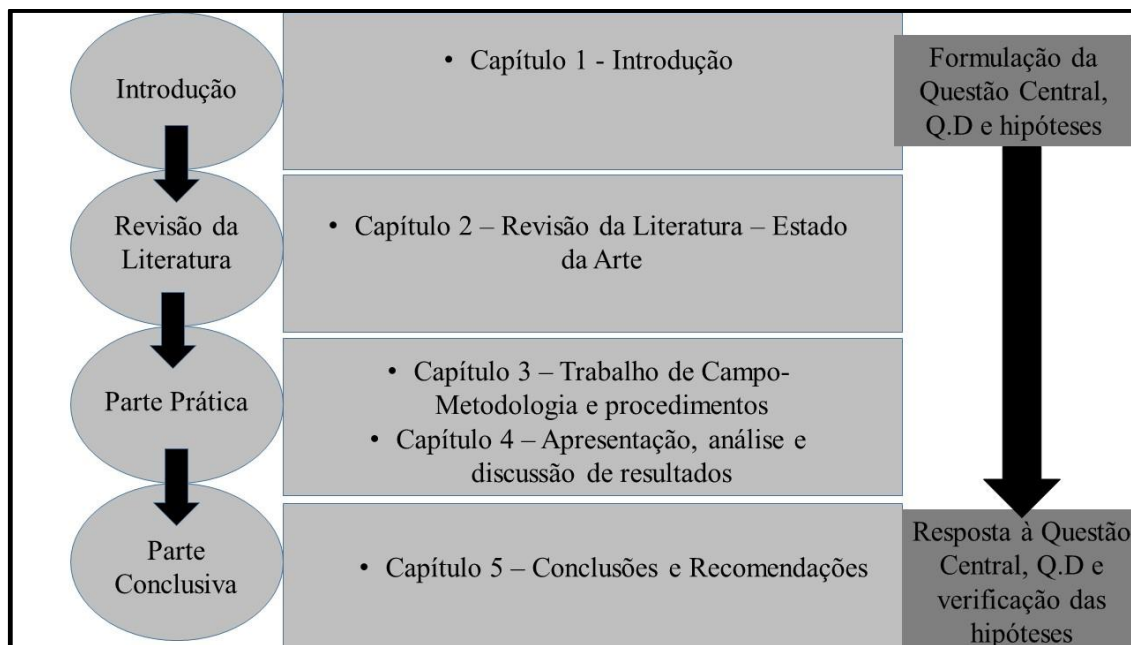 Introdução
• Capítulo 1 - Introdução
Formulação da
Questão Central,
Q.D e hipóteses
Revisão da
Literatura
• Capítulo 2 – Revisão da Literatura – Estado
da Arte
Parte Prática
• Capítulo 3 – Trabalho de Campo-
Metodologia e procedimentos
• Capítulo 4 – Apresentação, análise e
discussão de resultados
Parte
Conclusiva
• Capítulo 5 – Conclusões e Recomendações
Resposta à Questão
Central, Q.D e
verificação das
hipóteses